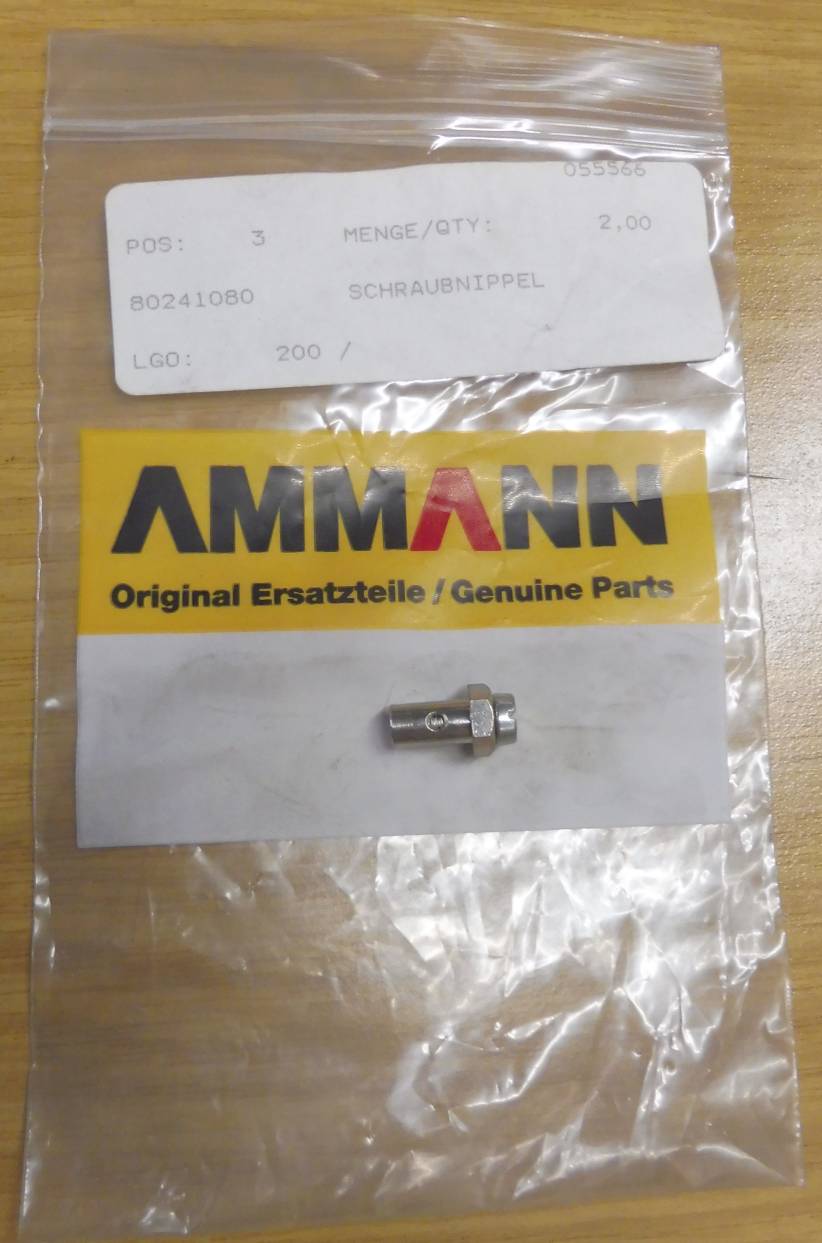 055566
POS: 3 MENGE/QTY: 2,00
80241080 SCHRAUBNIPPEL
LGO: 200 /
AMMANN
Original Ersatzteile / Genuine Parts